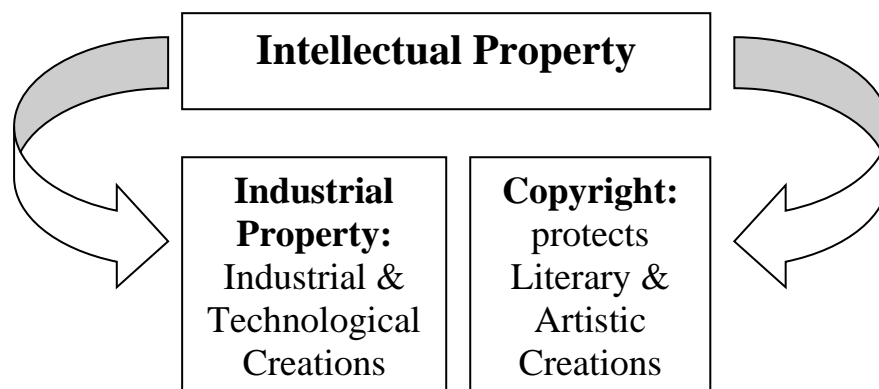 Intellectual Property
Industrial
Property:
Industrial &
Technological
Creations
Copyright:
protects
Literary &
Artistic
Creations